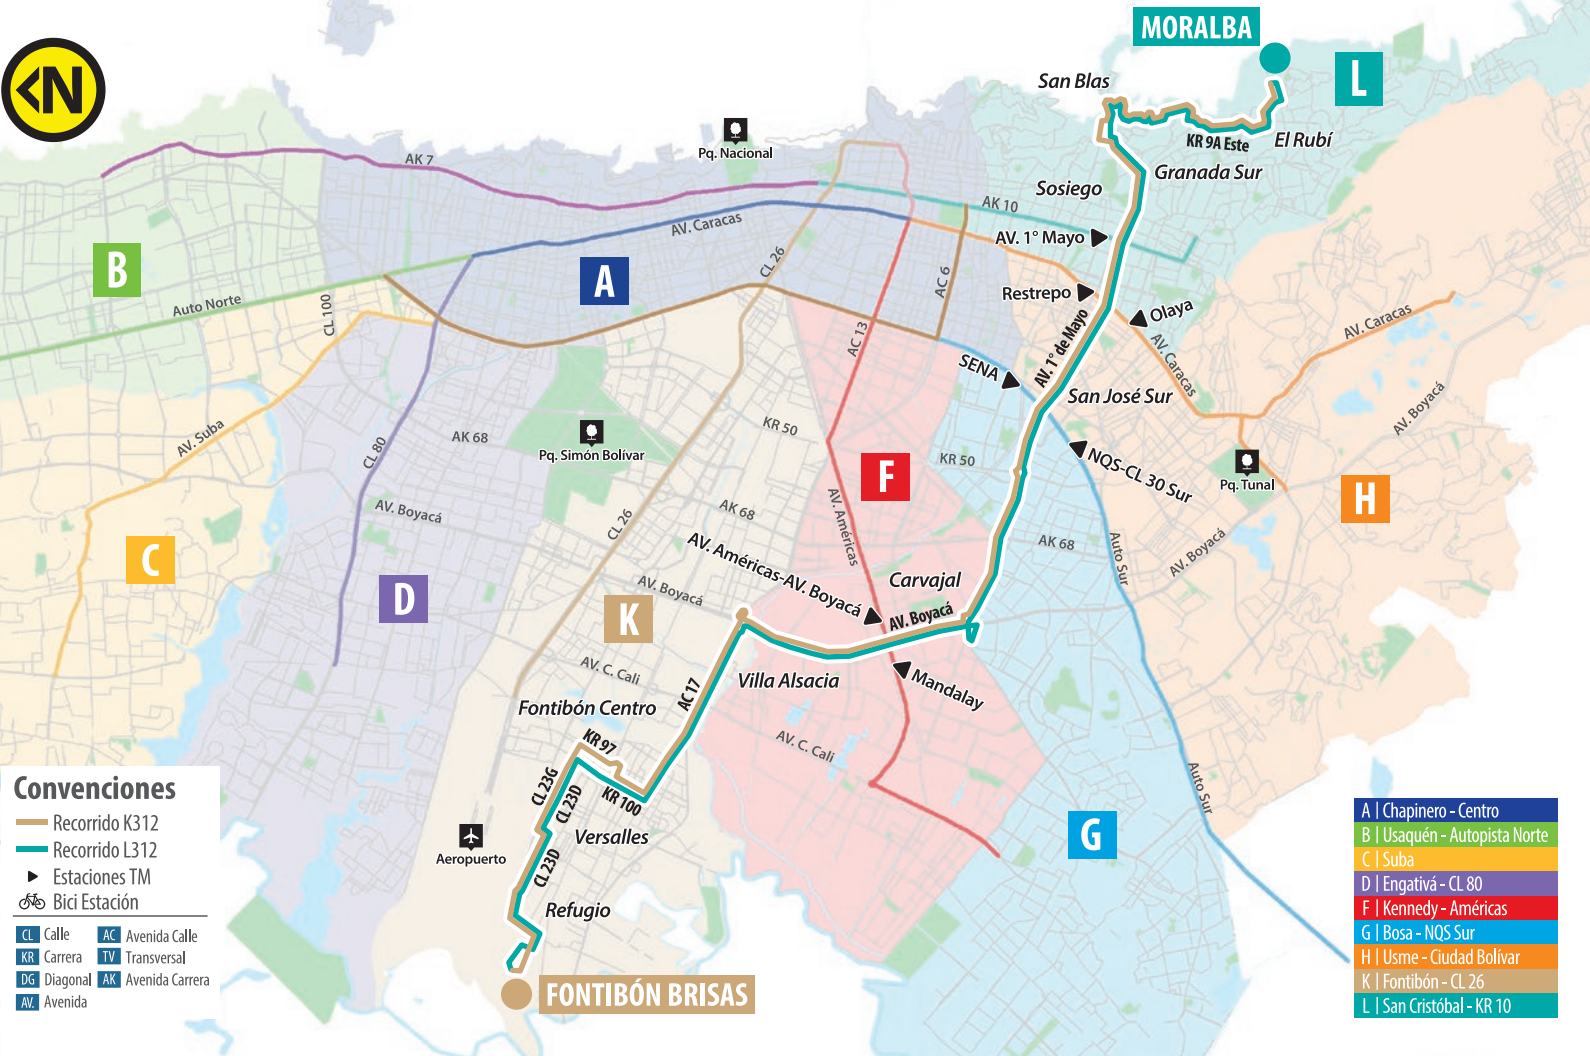 MORALBA
L
San Blas
N
KR 9A Este
El Rubí
Pq. Nacional
AK 7
Granada Sur
Sosiego
AK 10
AV. Caracas
AV. 1° Mayo
B
A
CL 26
AC 6
Restrepo
Olaya
Auto Norte
CL 100
AC 13
AV. 1° de Mayo
AV. Caracas
AV. Caracas
SENA
San José Sur
AV. Boyacá
AV. Suba
CL 80
AK 68
Pq. Simón Bolívar
KR 50
KR 50
F
NQS-CL 30 Sur
Pq. Tunal
H
AV. Boyacá
CL 26
AK 68
AV. Américas
AK 68
Auto Sur
AV. Boyacá
C
D
K
AV. Boyacá
AV. Américas-AV. Boyacá
Carvajal
AV. Boyacá
AV. C. Cali
Villa Alsacia
Mandalay
AC 17
Fontibón Centro
KR 97
AV. C. Cali
CL 23G
CL 23D
KR 100
Auto Sur
Versalles
G
Aeropuerto
CL 23D
Refugio
FONTIBÓN BRISAS
Convenciones
Recorrido K312
Recorrido L312
Estaciones TM
Bici Estación
CL Calle
AC Avenida Calle
KR Carrera
TV Transversal
DG Diagonal
AK Avenida Carrera
AV. Avenida
A | Chapinero - Centro
B | Usaquén - Autopista Norte
C | Suba
D | Engativá - CL 80
F | Kennedy - Américas
G | Bosa - NQS Sur
H | Usme - Ciudad Bolívar
K | Fontibón - CL 26
L | San Cristóbal - KR 10